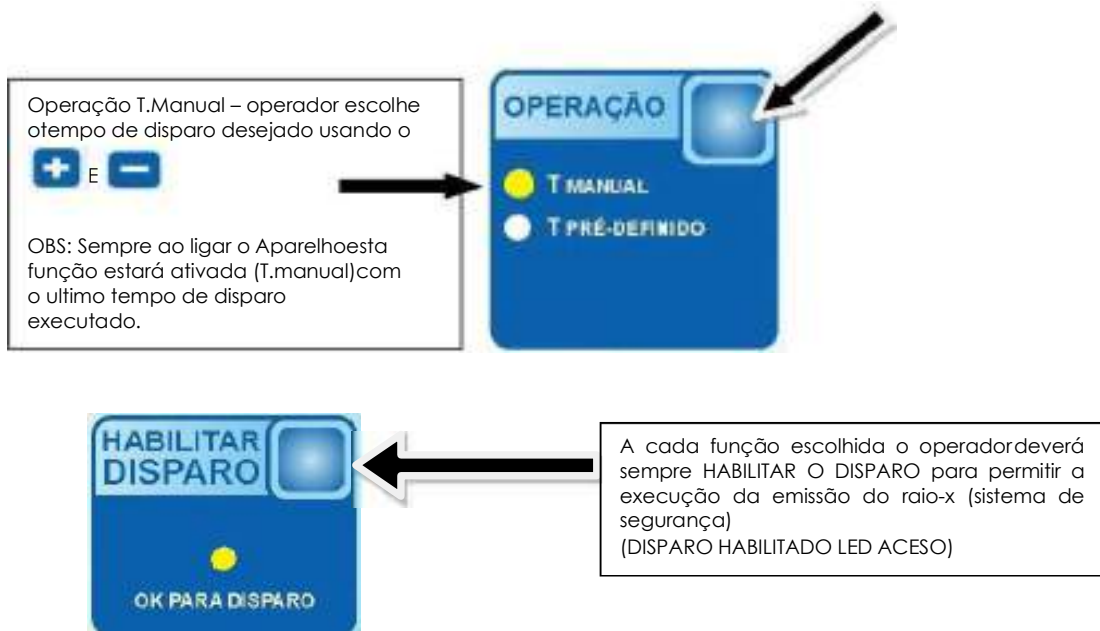 Operação T.Manual – operador escolhe
otempo de disparo desejado usando o
+ E −
OBS: Sempre ao ligar o Aparelhoesta
função estará ativada (T.manual)com
o ultimo tempo de disparo
executado.
OPERAÇÃO
T MANUAL
T PRÉ-DEFINIDO
HABILITAR
DISPARO
OK PARA DISPARO
A cada função escolhida o operadordeverá
sempre HABILITAR O DISPARO para permitir a
execução da emissão do raio-x (sistema de
segurança)
(DISPARO HABILITADO LED ACESO)